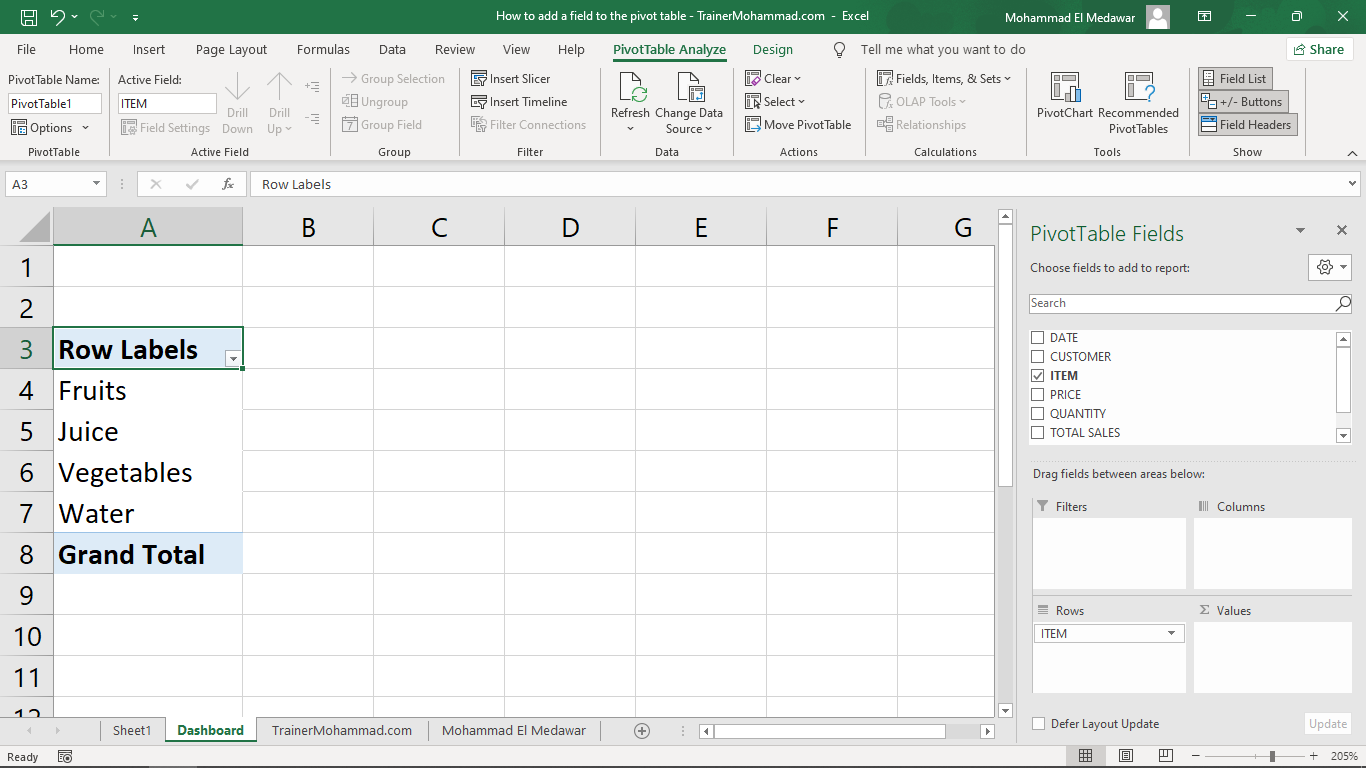 How to add a field to the pivot table - TrainerMohammad.com - Excel
Mohammad El Medawar
File Home Insert Page Layout Formulas Data Review View Help PivotTable Analyze Design Tell me what you want to do Share
PivotTable Name:
PivotTable1
Options
PivotTable
Active Field:
ITEM
Field Settings
Drill Down
Drill Up
Active Field
Group Selection
Ungroup
Group Field
Group
Insert Slicer
Insert Timeline
Filter Connections
Filter
Refresh
Change Data Source
Data
Clear
Select
Move PivotTable
Actions
Fields, Items, & Sets
OLAP Tools
Relationships
Calculations
PivotChart
Recommended PivotTables
Tools
Field List
+/- Buttons
Field Headers
Show
A3
fx
Row Labels
A B C D E F G
1
2
3 Row Labels
4 Fruits
5 Juice
6 Vegetables
7 Water
8 Grand Total
9
10
11
12
PivotTable Fields
Choose fields to add to report:
Search
DATE
CUSTOMER
ITEM
PRICE
QUANTITY
TOTAL SALES
Drag fields between areas below:
Filters
Columns
Rows
Σ Values
ITEM
Defer Layout Update
Update
Sheet1 Dashboard TrainerMohammad.com Mohammad El Medawar
Ready
205%